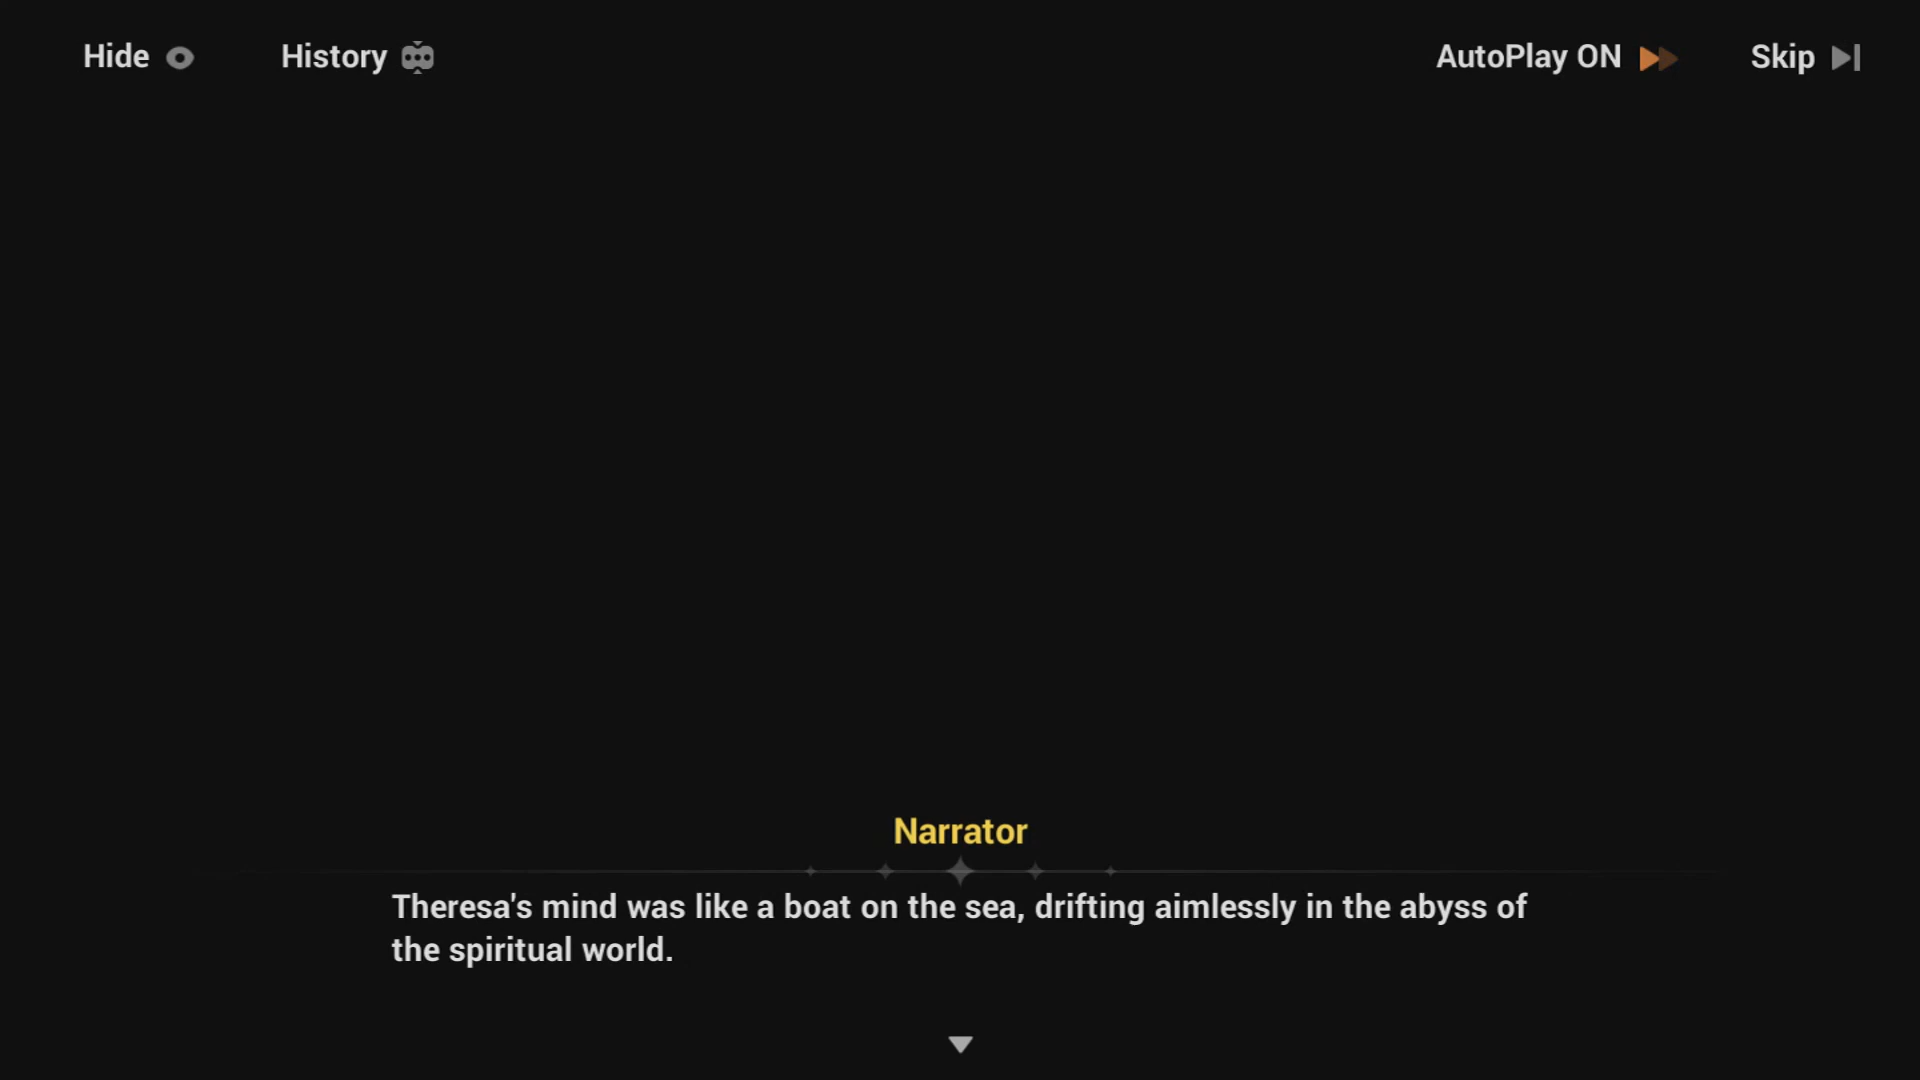 Hide
History
AutoPlay ON
Skip
Narrator
Theresa's mind was like a boat on the sea, drifting aimlessly in the abyss of
the spiritual world.